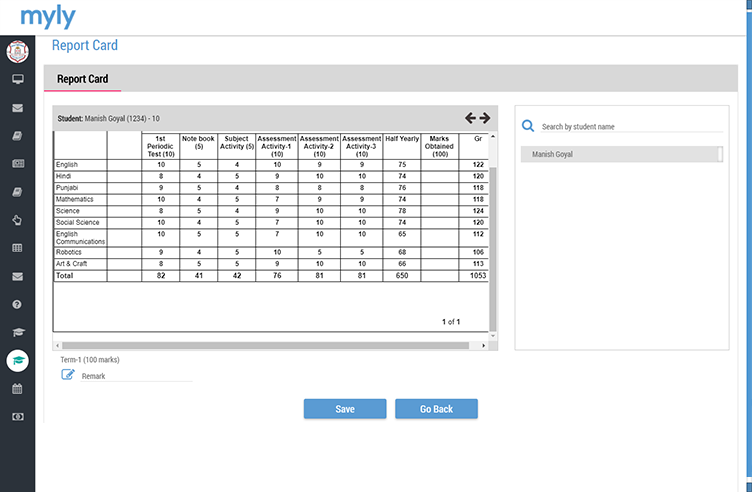 myly
Report Card
Report Card
Student: Manish Goyal (1234) - 10
1st Periodic Test (10) Note book (5) Subject Activity (5) Assessment Activity-1 (10) Assessment Activity-2 (10) Assessment Activity-3 (10) Half Yearly Marks Obtained (100) Gr
English 10 5 4 10 9 9 75 122
Hindi 8 4 5 9 10 10 74 120
Punjabi 9 5 4 8 8 8 76 118
Mathematics 10 4 5 7 9 9 74 118
Science 8 5 4 9 10 10 78 124
Social Science 10 4 5 7 10 10 74 120
English Communications 10 5 5 7 10 10 65 112
Robotics 9 4 5 10 5 5 68 106
Art & Craft 8 5 5 9 10 10 66 113
Total 82 41 42 76 81 81 650 1053
1 of 1
Term-1 (100 marks)
Remark
Save Go Back
Search by student name
Manish Goyal